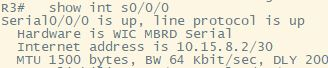 R3#  show int s0/0/0
Serial0/0/0 is up, line protocol is up
Hardware is WIC MBRD Serial
Internet address is 10.15.8.2/30
MTU 1500 bytes, BW 64 Kbit/sec, DLY 200